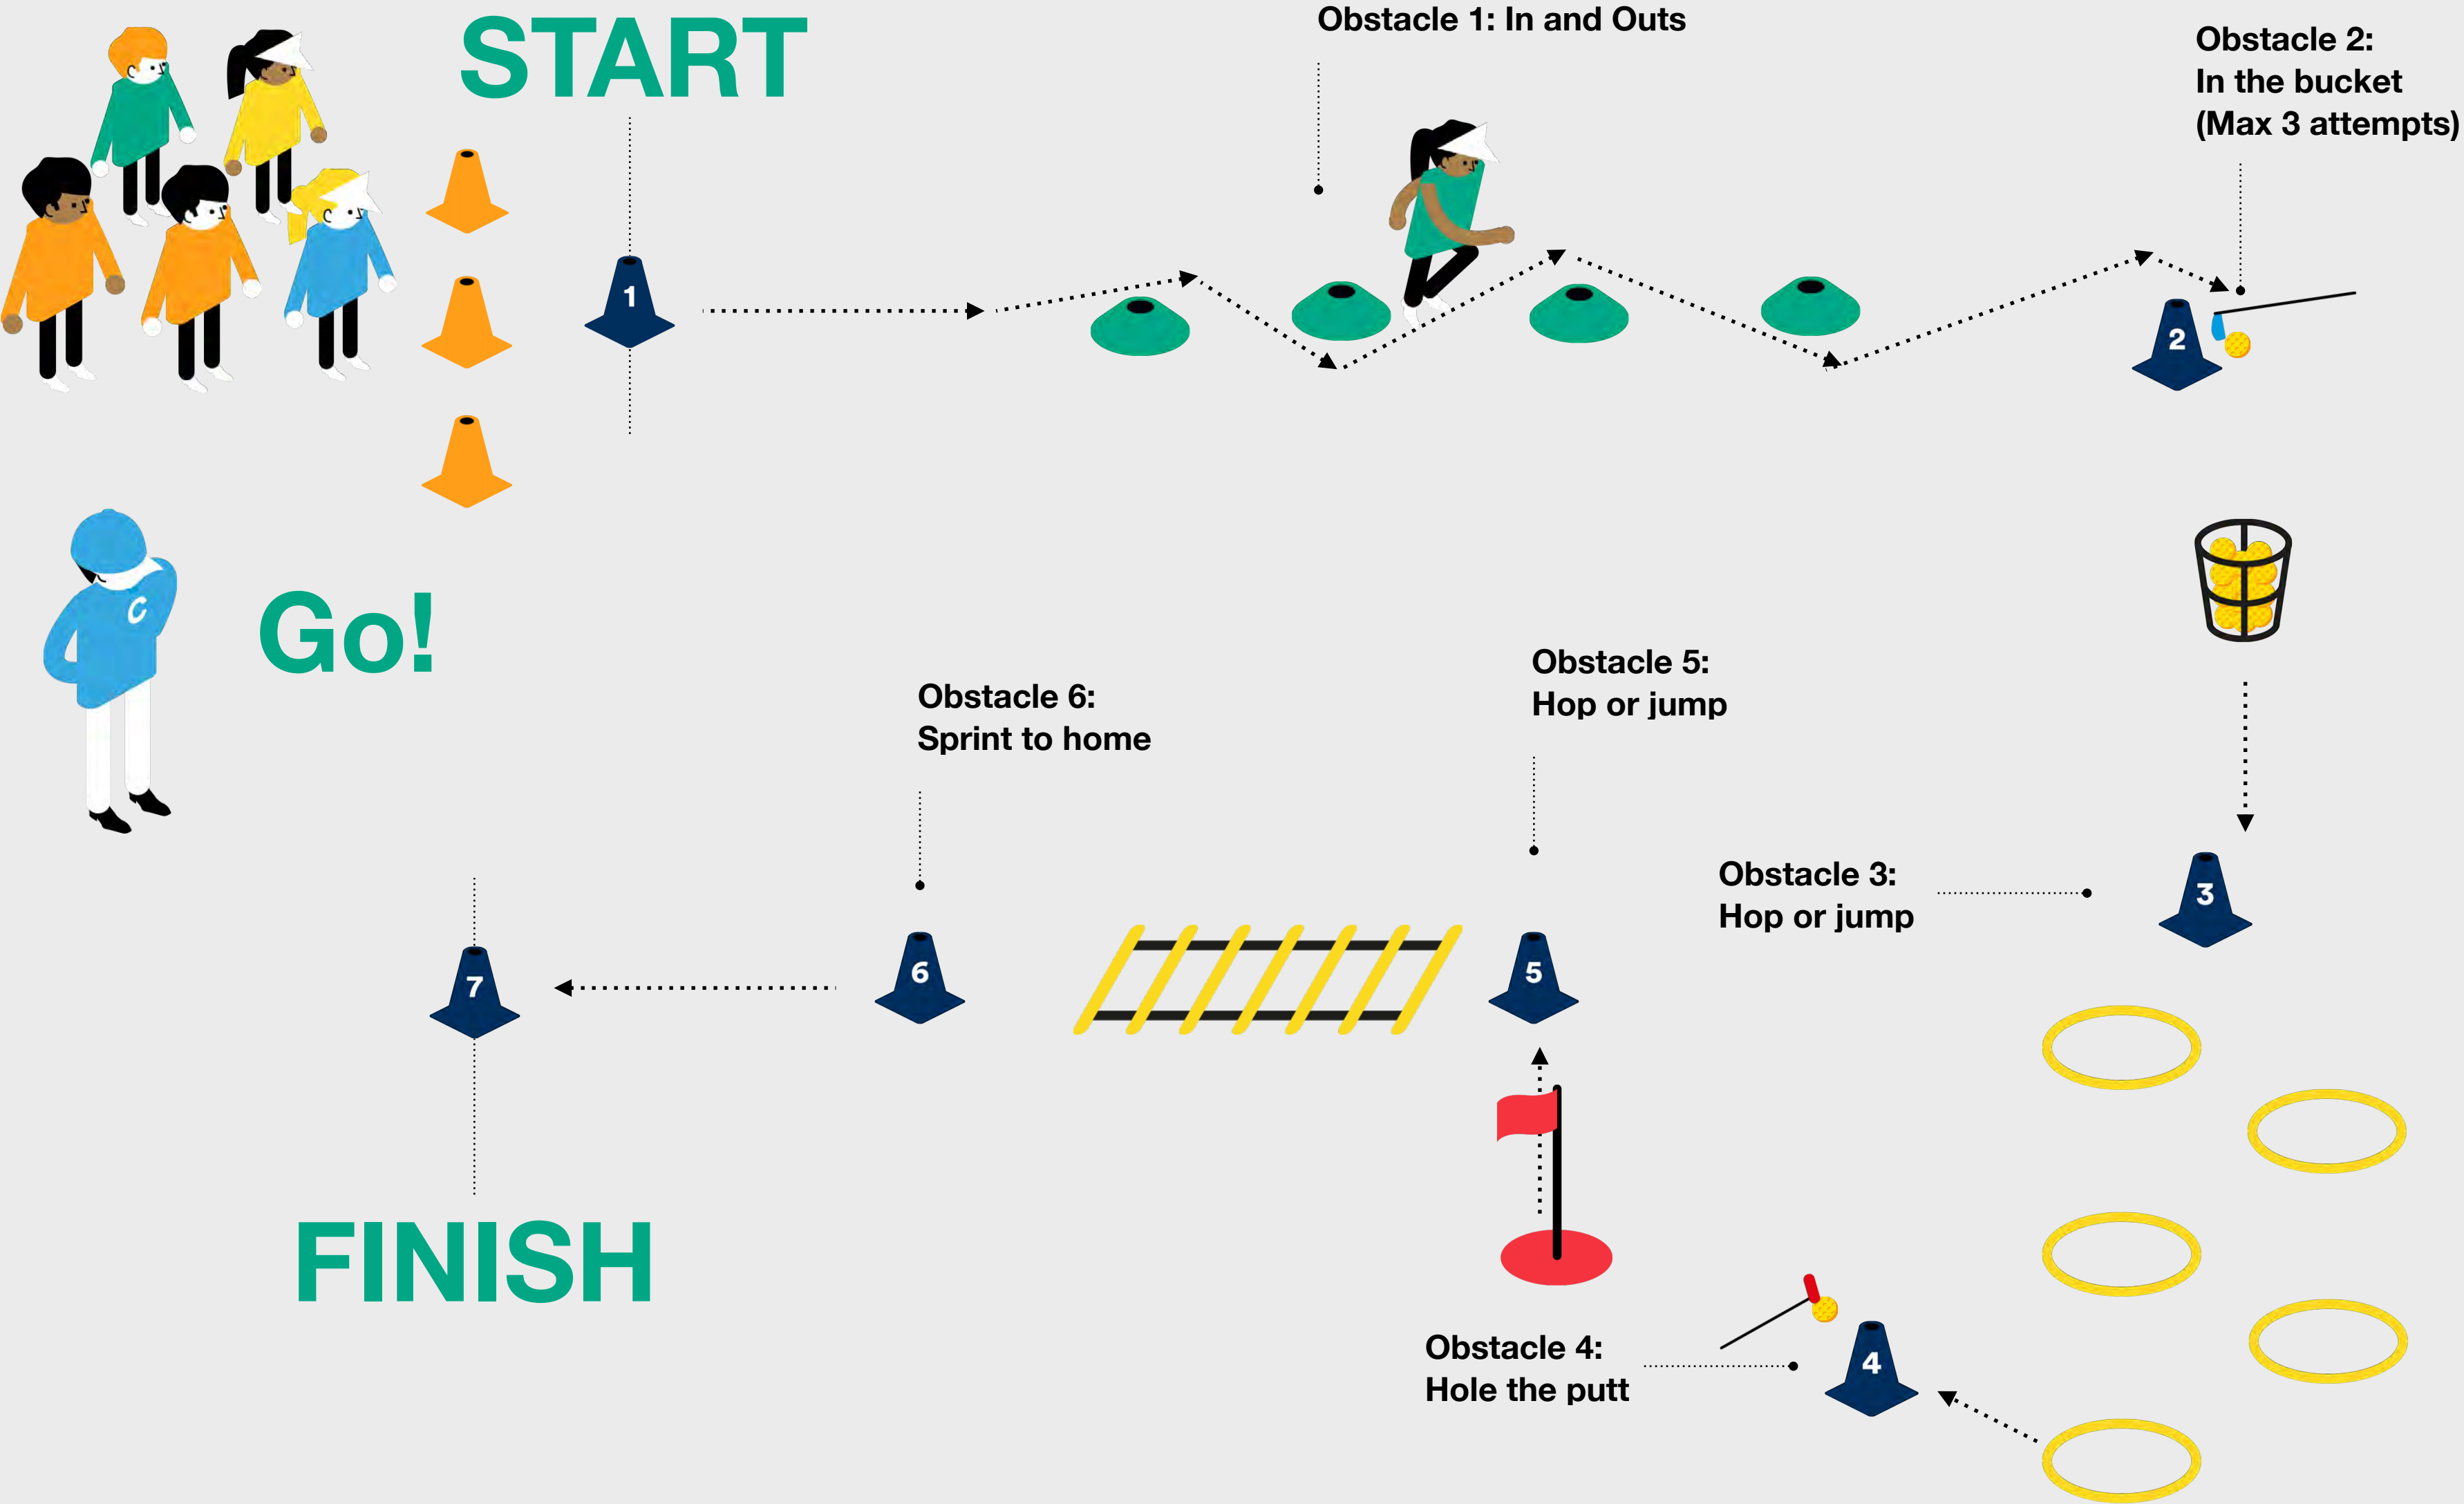 START
Obstacle 1: In and Outs
Obstacle 2:
In the bucket
(Max 3 attempts)
1
2
C
Go!
Obstacle 6:
Sprint to home
Obstacle 5:
Hop or jump
Obstacle 3:
Hop or jump
3
7
6
5
FINISH
Obstacle 4:
Hole the putt
4